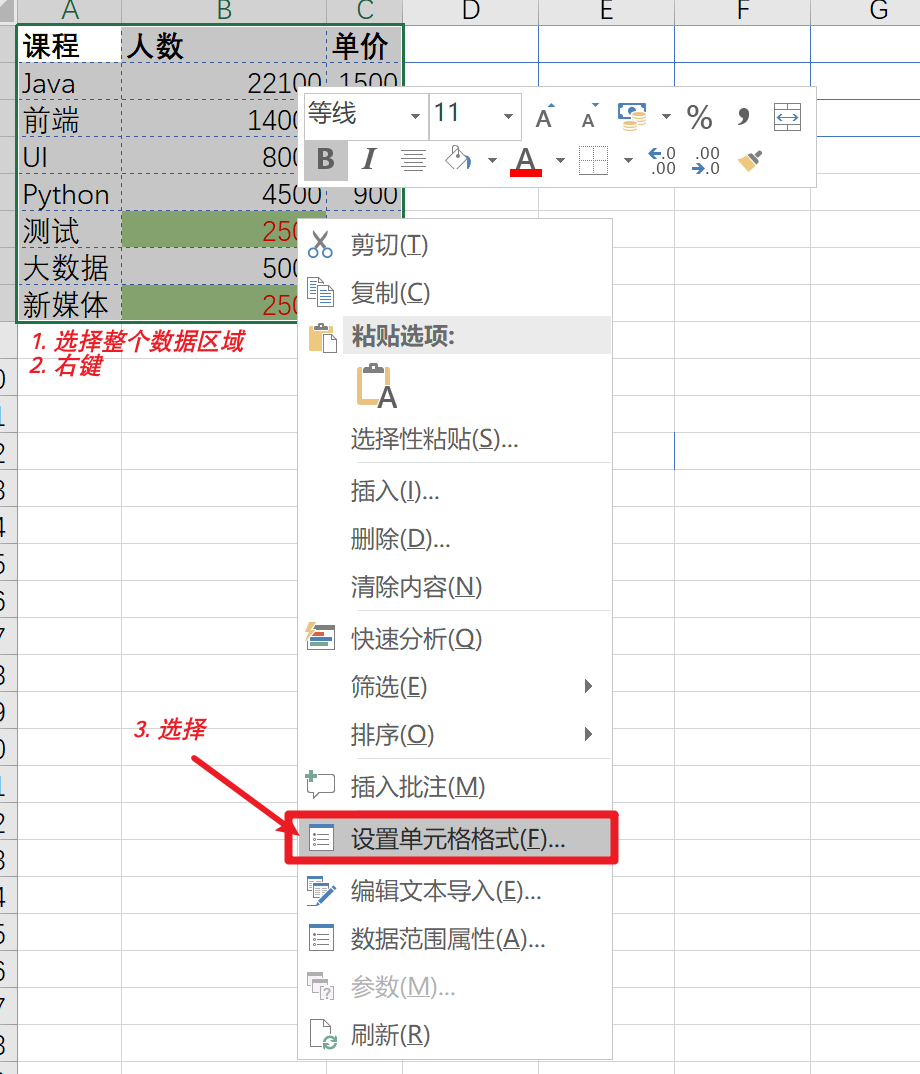 A B C D E F G
课程 人数 单价
Java 22100 1500
前端
UI
Python 4500 900
测试
大数据
新媒体
等线 11 A A % ,
B I A ←.0 .00 .00 →.0
1. 选择整个数据区域
2. 右键
剪切(T)
复制(C)
粘贴选项:
A
选择性粘贴(S)...
插入(I)...
删除(D)...
清除内容(N)
快速分析(Q)
筛选(E)
3. 选择
排序(O)
插入批注(M)
设置单元格格式(F)...
编辑文本导入(E)...
数据范围属性(A)...
参数(M)...
刷新(R)